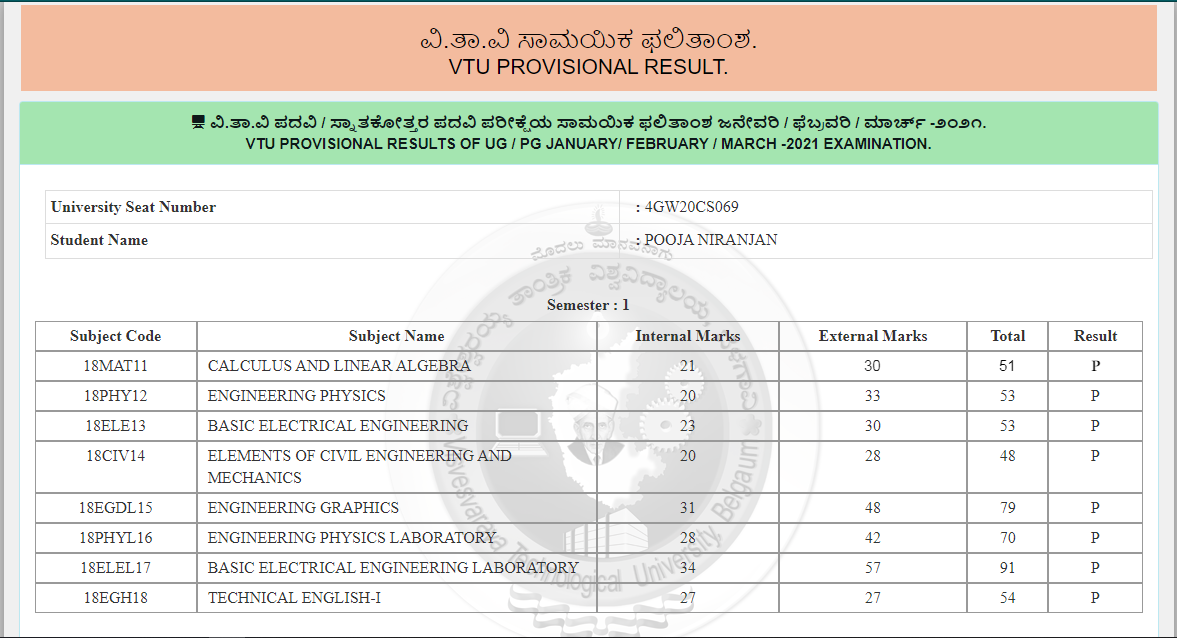 ವಿ.ತಾ.ವಿ ಸಾಮಯಿಕ ಫಲಿತಾಂಶ.
VTU PROVISIONAL RESULT.
ವಿ.ತಾ.ವಿ ಪದವಿ / ಸ್ನಾತಕೋತ್ತರ ಪದವಿ ಪರೀಕ್ಷೆಯ ಸಾಮಯಿಕ ಫಲಿತಾಂಶ ಜನೇವರಿ / ಫೆಬ್ರವರಿ / ಮಾರ್ಚ್ -೨೦೨೧.
VTU PROVISIONAL RESULTS OF UG / PG JANUARY/ FEBRUARY / MARCH -2021 EXAMINATION.
University Seat Number : 4GW20CS069
Student Name : POOJA NIRANJAN
Semester : 1
Subject Code Subject Name Internal Marks External Marks Total Result
18MAT11 CALCULUS AND LINEAR ALGEBRA 21 30 51 P
18PHY12 ENGINEERING PHYSICS 20 33 53 P
18ELE13 BASIC ELECTRICAL ENGINEERING 23 30 53 P
18CIV14 ELEMENTS OF CIVIL ENGINEERING AND 20 28 48 P
MECHANICS
18EGDL15 ENGINEERING GRAPHICS 31 48 79 P
18PHYL16 ENGINEERING PHYSICS LABORATORY 28 42 70 P
18ELEL17 BASIC ELECTRICAL ENGINEERING LABORATORY 34 57 91 P
18EGH18 TECHNICAL ENGLISH-I 27 27 54 P
ಮೊದಲು ಮಾನವನಾಗು
ವಿಶ್ವೇಶ್ವರಯ್ಯ ತಾಂತ್ರಿಕ ವಿಶ್ವವಿದ್ಯಾಲಯ, ಬೆಳಗಾವಿ
Visvesvaraya Technological University, Belgaum